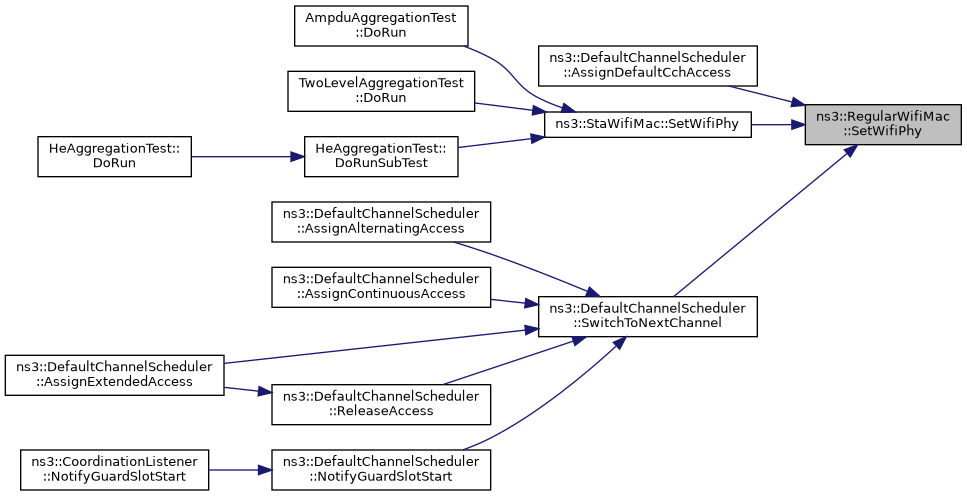 AmpduAggregationTest
::DoRun
ns3::DefaultChannelScheduler
::AssignDefaultCchAccess
TwoLevelAggregationTest
::DoRun
ns3::RegularWifiMac
::SetWifiPhy
ns3::StaWifiMac::SetWifiPhy
HeAggregationTest::
DoRun
HeAggregationTest::
DoRunSubTest
ns3::DefaultChannelScheduler
::AssignAlternatingAccess
ns3::DefaultChannelScheduler
::AssignContinuousAccess
ns3::DefaultChannelScheduler
::SwitchToNextChannel
ns3::DefaultChannelScheduler
::AssignExtendedAccess
ns3::DefaultChannelScheduler
::ReleaseAccess
ns3::CoordinationListener
::NotifyGuardSlotStart
ns3::DefaultChannelScheduler
::NotifyGuardSlotStart